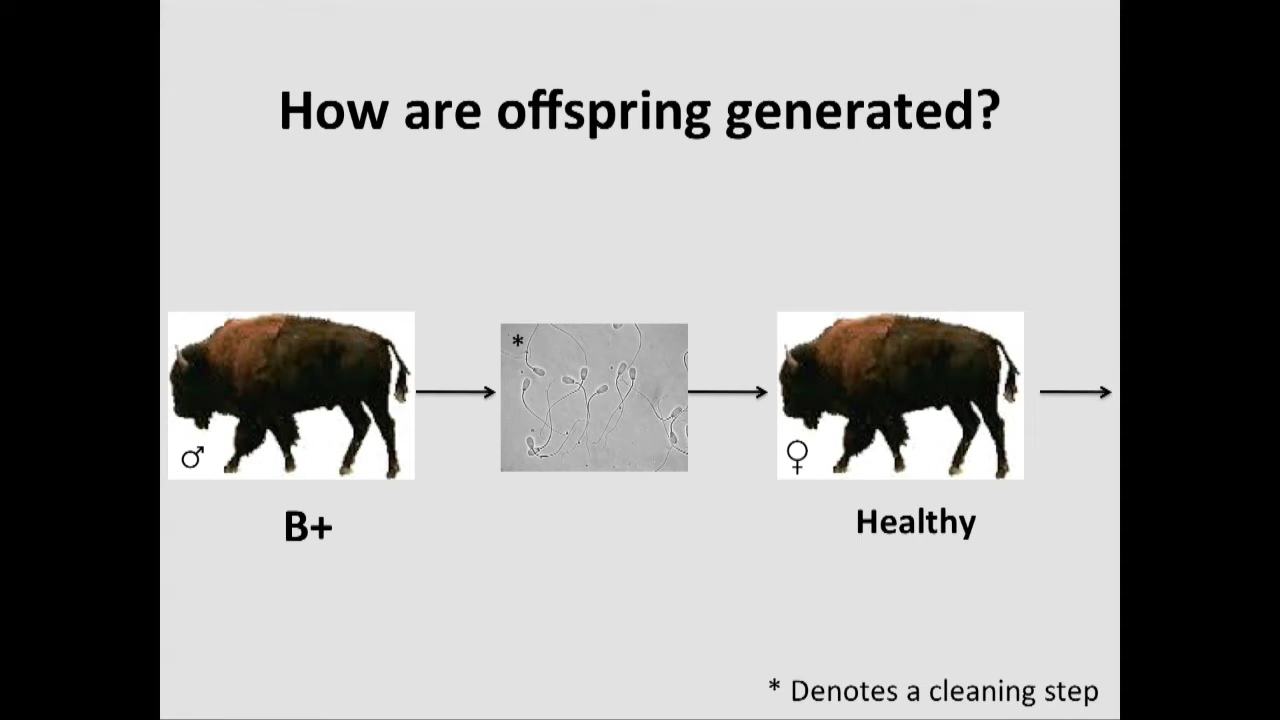 How are offspring generated?
*
♂
♀
B+
Healthy
* Denotes a cleaning step